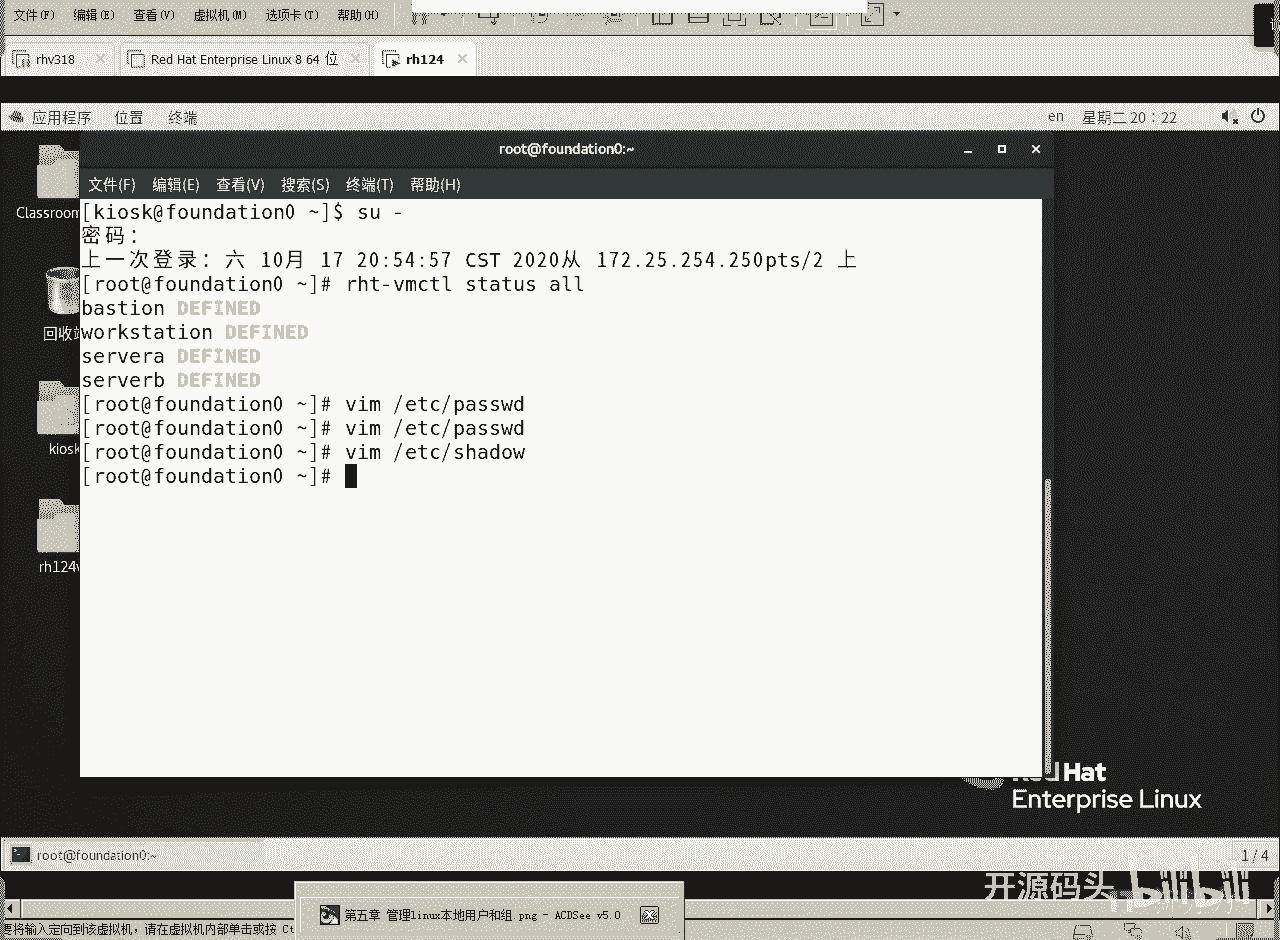 文件(F) 编辑(E) 查看(V) 虚拟机(M) 选项卡(T) 帮助(H)
rhv318 Red Hat Enterprise Linux 8 64 位 rh124
应用程序 位置 终端 en 星期二 20：22
root@foundation0:~
文件(F) 编辑(E) 查看(V) 搜索(S) 终端(T) 帮助(H)
Classroom
回收站
kiosk
[kiosk@foundation0 ~]$ su -
密码：
上一次登录：六 10月 17 20:54:57 CST 2020从 172.25.254.250pts/2 上
[root@foundation0 ~]# rht-vmctl status all
bastion DEFINED
workstation DEFINED
servera DEFINED
serverb DEFINED
[root@foundation0 ~]# vim /etc/passwd
[root@foundation0 ~]# vim /etc/passwd
[root@foundation0 ~]# vim /etc/shadow
[root@foundation0 ~]#
Red Hat
Enterprise Linux
root@foundation0:~ 1 / 4
开源码头 bilibili
第五章 管理linux本地用户和组.png - ACDSee v5.0
要将输入定向到该虚拟机，请在虚拟机内部单击或按 Ct